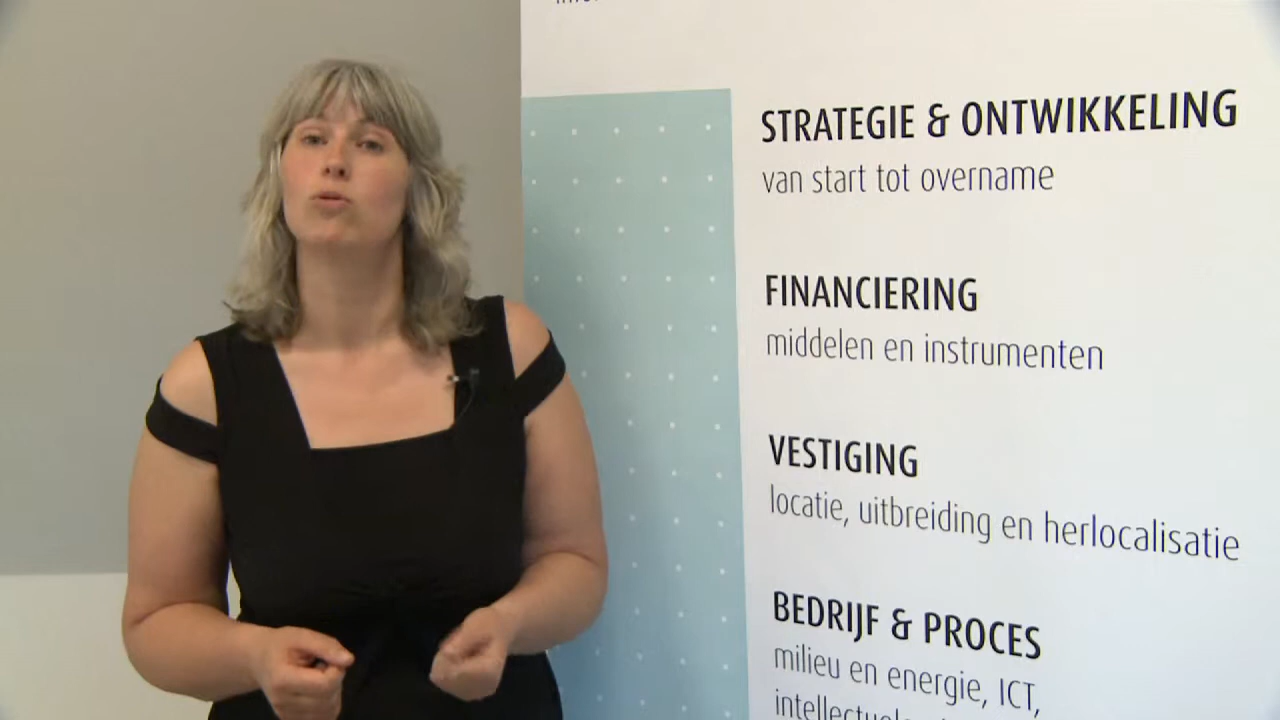 STRATEGIE & ONTWIKKELING
van start tot overname
FINANCIERING
middelen en instrumenten
VESTIGING
locatie, uitbreiding en herlocalisatie
BEDRIJF & PROCES
milieu en energie, ICT,